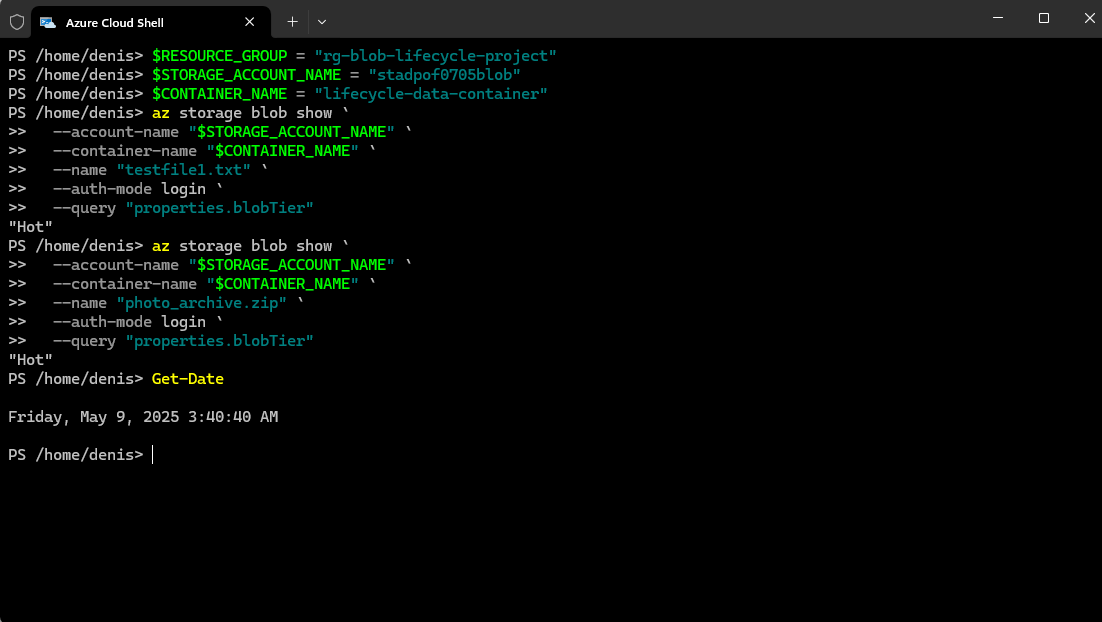 Azure Cloud Shell
PS /home/denis> $RESOURCE_GROUP = "rg-blob-lifecycle-project"
PS /home/denis> $STORAGE_ACCOUNT_NAME = "stadpof0705blob"
PS /home/denis> $CONTAINER_NAME = "lifecycle-data-container"
PS /home/denis> az storage blob show `
>>   --account-name "$STORAGE_ACCOUNT_NAME" `
>>   --container-name "$CONTAINER_NAME" `
>>   --name "testfile1.txt" `
>>   --auth-mode login `
>>   --query "properties.blobTier"
"Hot"
PS /home/denis> az storage blob show `
>>   --account-name "$STORAGE_ACCOUNT_NAME" `
>>   --container-name "$CONTAINER_NAME" `
>>   --name "photo_archive.zip" `
>>   --auth-mode login `
>>   --query "properties.blobTier"
"Hot"
PS /home/denis> Get-Date
Friday, May 9, 2025 3:40:40 AM
PS /home/denis>